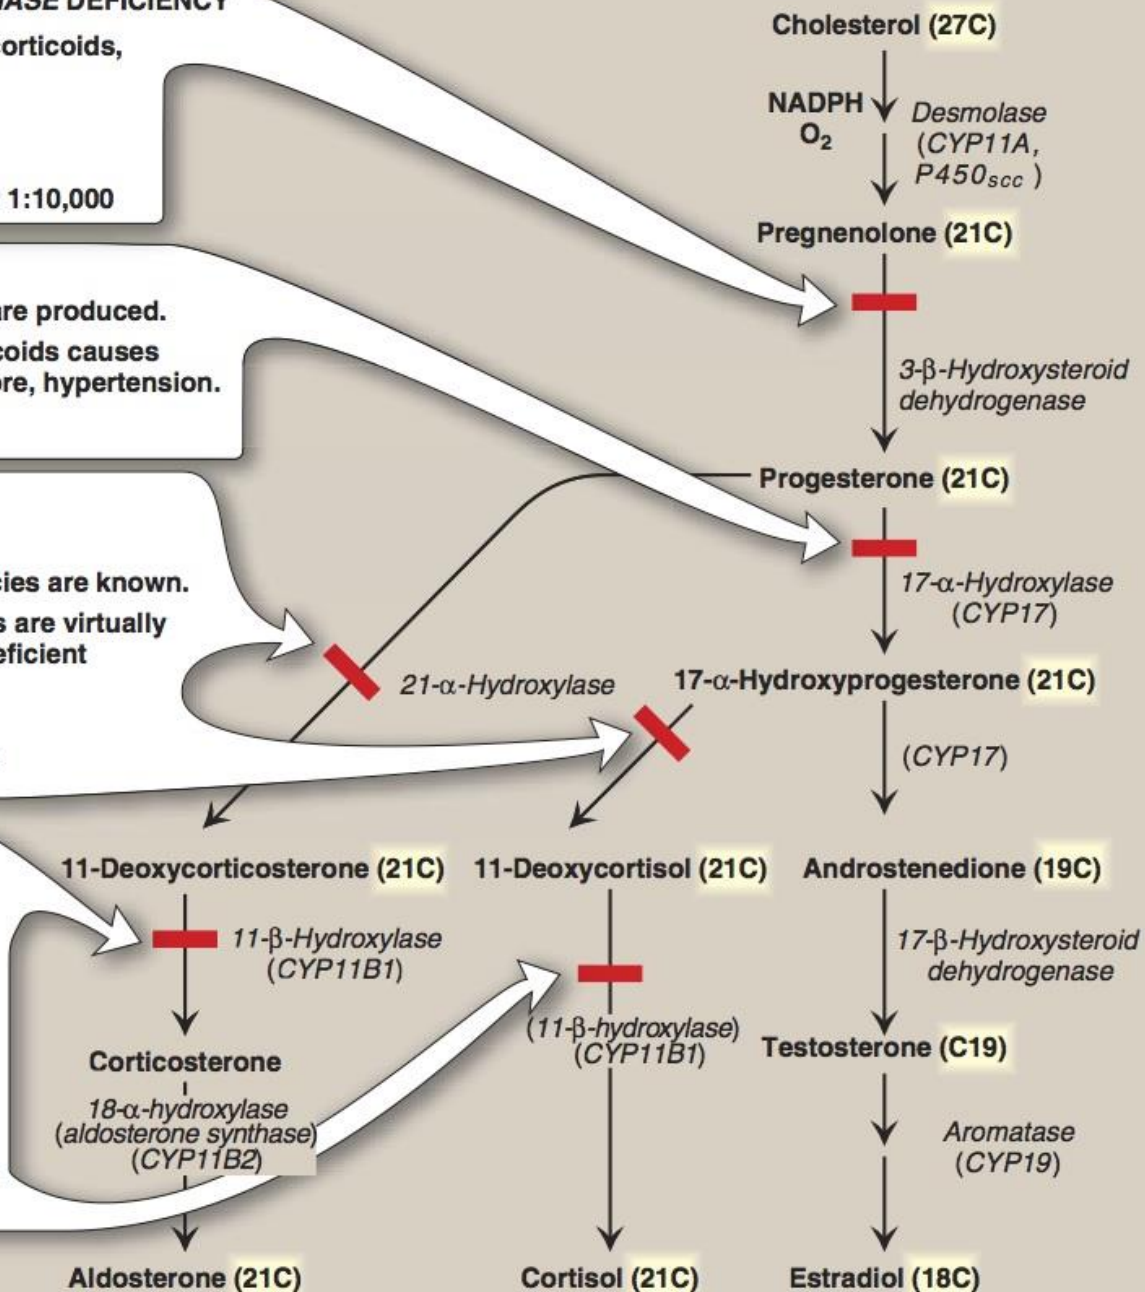 ASE DEFICIENCY
orticoids,
1:10,000
re produced.
coids causes
ore, hypertension.
cies are known.
s are virtually
eficient
Cholesterol (27C)
NADPH
O₂
Desmolase
(CYP11A,
P450scc )
Pregnenolone (21C)
3-β-Hydroxysteroid
dehydrogenase
Progesterone (21C)
17-α-Hydroxylase
(CYP17)
21-α-Hydroxylase
17-α-Hydroxyprogesterone (21C)
(CYP17)
11-Deoxycorticosterone (21C)
11-Deoxycortisol (21C)
Androstenedione (19C)
11-β-Hydroxylase
(CYP11B1)
17-β-Hydroxysteroid
dehydrogenase
(11-β-hydroxylase)
(CYP11B1)
Testosterone (C19)
Corticosterone
18-α-hydroxylase
(aldosterone synthase)
(CYP11B2)
Aromatase
(CYP19)
Aldosterone (21C)
Cortisol (21C)
Estradiol (18C)